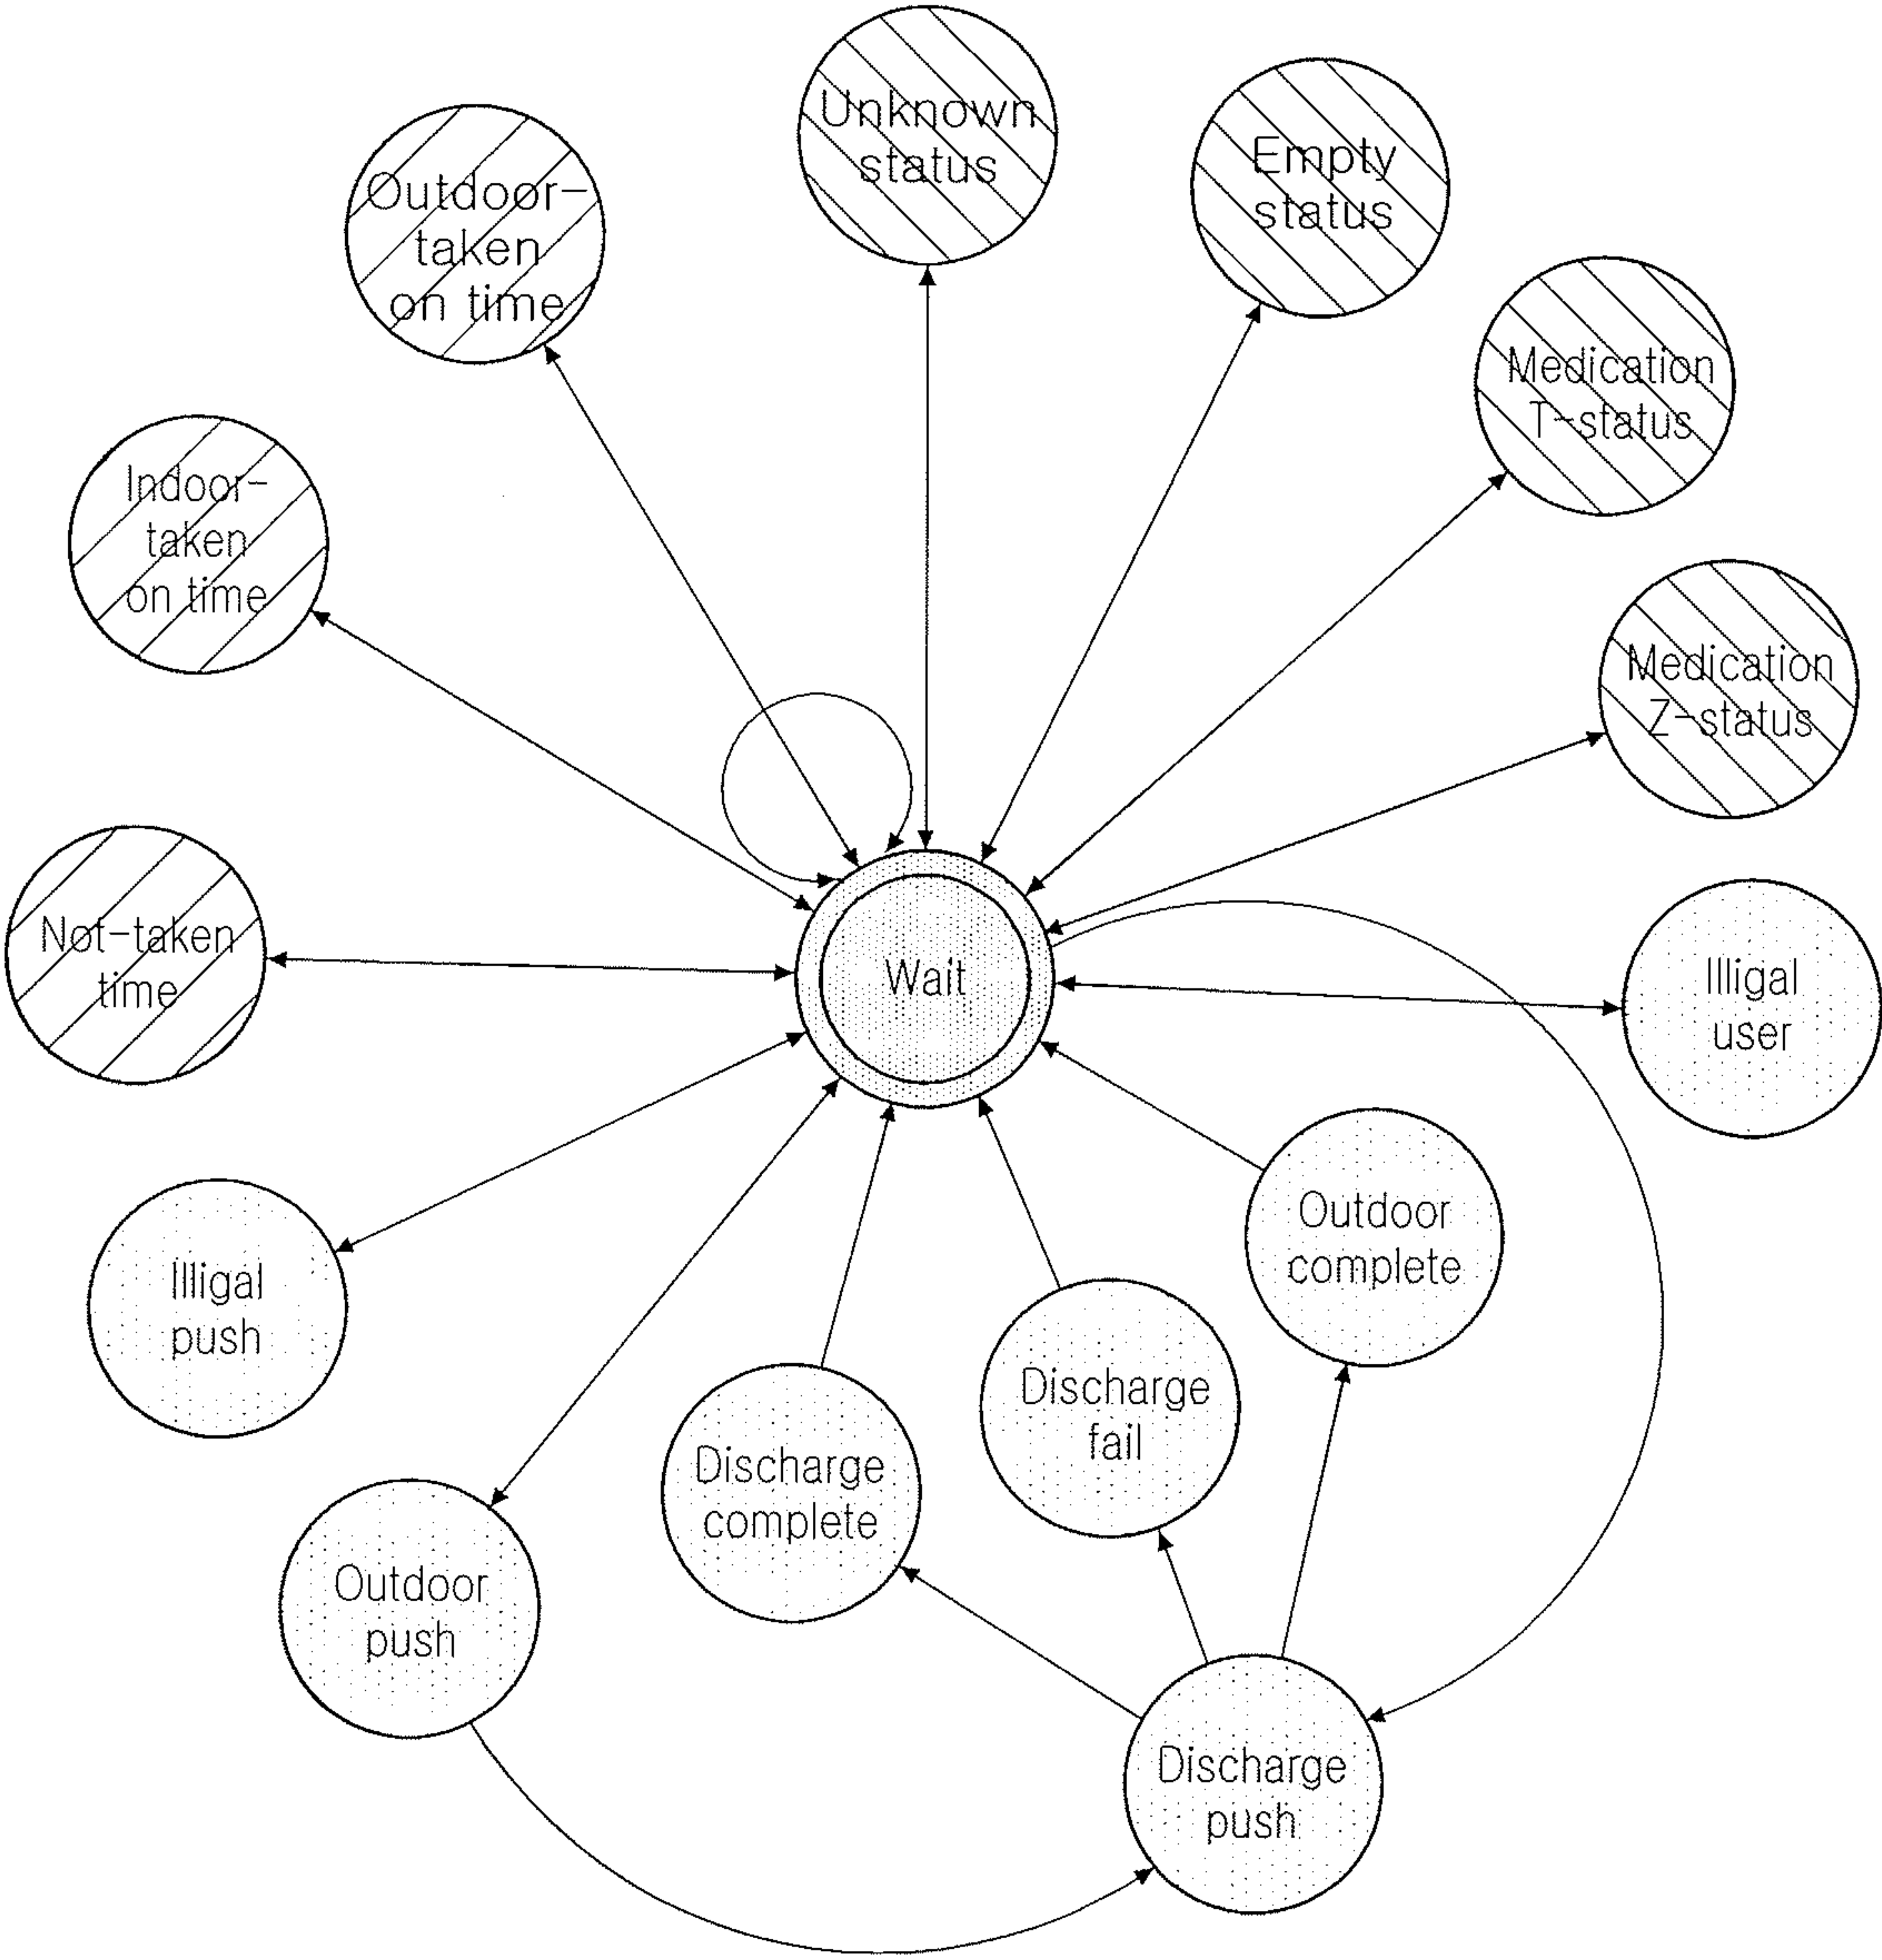 Unknown
status
Empty
status
Outdoor-
taken
on time
Medication
T-status
Indoor-
taken
on time
Medication
Z-status
Not-taken
time
Wait
Illigal
user
Outdoor
complete
Illigal
push
Discharge
fail
Discharge
complete
Outdoor
push
Discharge
push